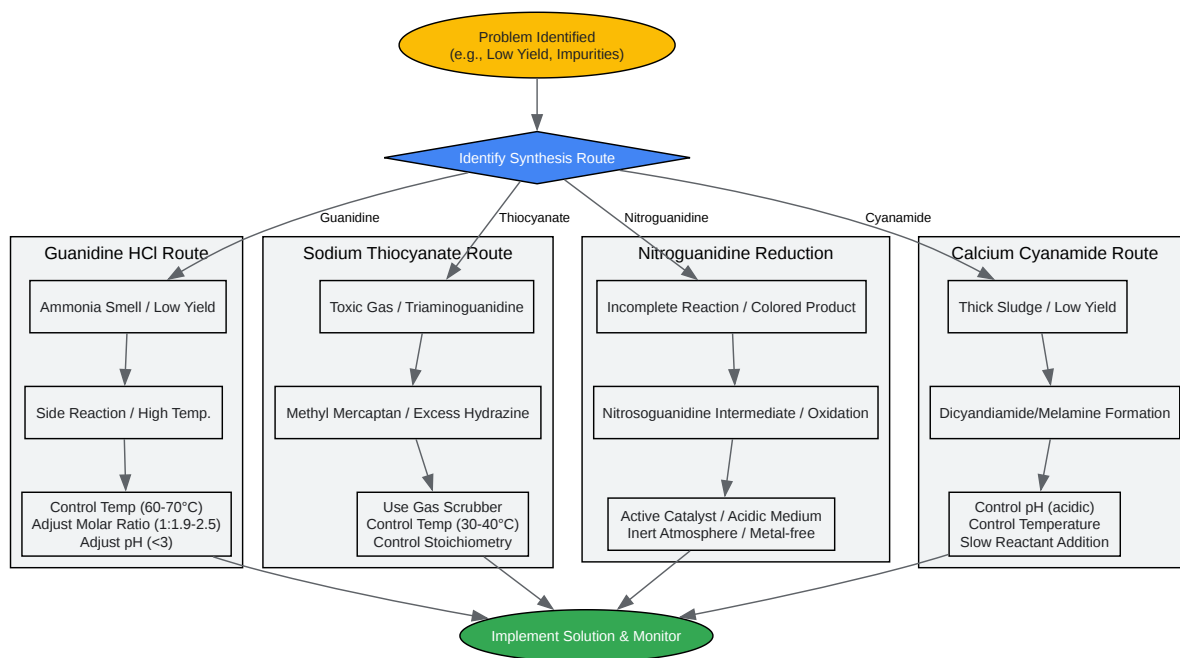 Problem Identified
(e.g., Low Yield, Impurities)
Identify Synthesis Route
Guanidine
Thiocyanate
Nitroguanidine
Cyanamide
Guanidine HCl Route
Ammonia Smell / Low Yield
Side Reaction / High Temp.
Control Temp (60-70°C)
Adjust Molar Ratio (1:1.9-2.5)
Adjust pH (<3)
Sodium Thiocyanate Route
Toxic Gas / Triaminoguanidine
Methyl Mercaptan / Excess Hydrazine
Use Gas Scrubber
Control Temp (30-40°C)
Control Stoichiometry
Nitroguanidine Reduction
Incomplete Reaction / Colored Product
Nitrosoguanidine Intermediate / Oxidation
Active Catalyst / Acidic Medium
Inert Atmosphere / Metal-free
Calcium Cyanamide Route
Thick Sludge / Low Yield
Dicyandiamide/Melamine Formation
Control pH (acidic)
Control Temperature
Slow Reactant Addition
Implement Solution & Monitor